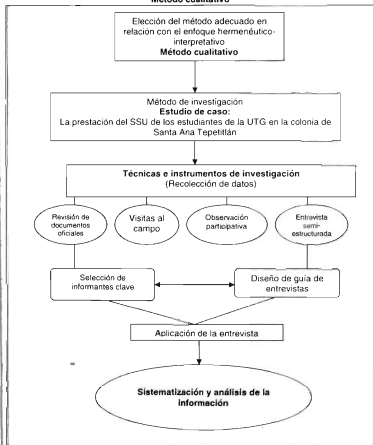 Método cualitativo
Elección del método adecuado en
relación con el enfoque hermenéutico-
interpretativo
Método cualitativo
Método de investigación
Estudio de caso:
La prestación del SSU de los estudiantes de la UTG en la colonia de
Santa Ana Tepetitlán
Técnicas e instrumentos de investigación
(Recolección de datos)
Revisión de
documentos
oficiales
Visitas al
campo
Observación
participativa
Entrevista
semi-
estructurada
Selección de
informantes clave
Diseño de guía de
entrevistas
Aplicación de la entrevista
Sistematización y análisis de la
información